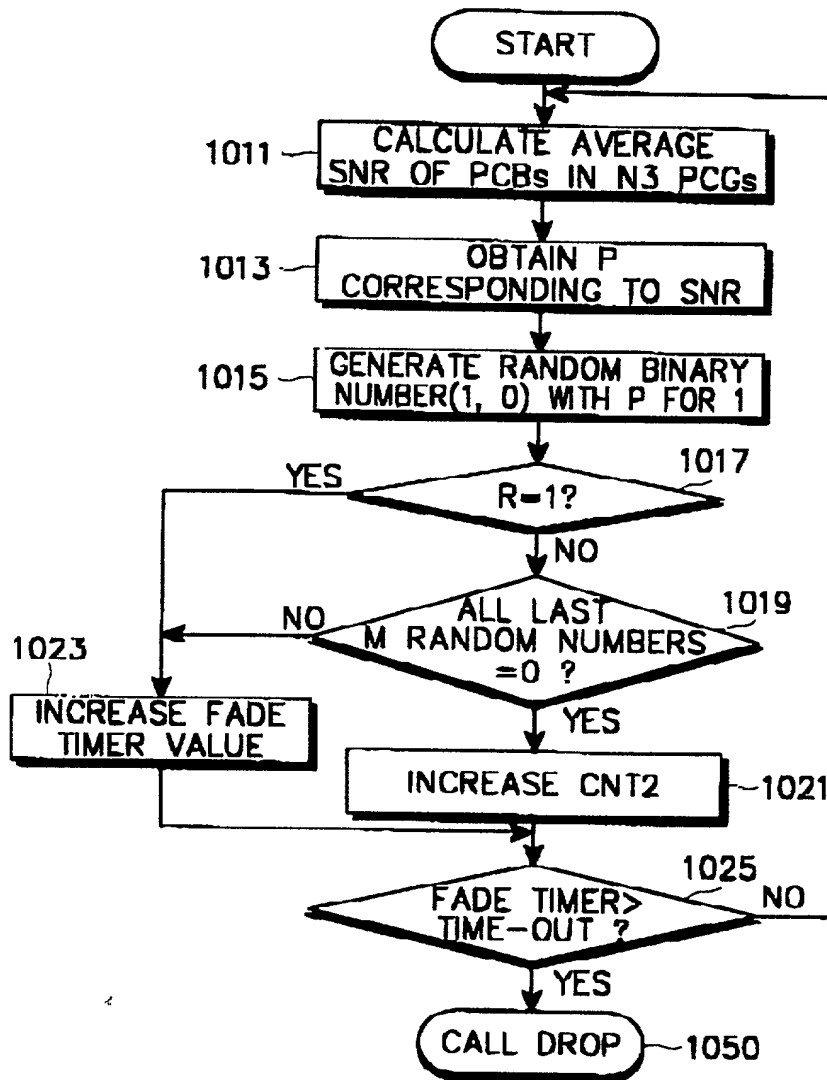 START
1011
CALCULATE AVERAGE
SNR OF PCBs IN N3 PCGs
1013
OBTAIN P
CORRESPONDING TO SNR
1015
GENERATE RANDOM BINARY
NUMBER(1, 0) WITH P FOR 1
1017
YES
R=1?
NO
1019
ALL LAST
M RANDOM NUMBERS
=0 ?
NO
YES
1023
INCREASE FADE
TIMER VALUE
INCREASE CNT2
1021
1025
FADE TIMER>
TIME-OUT ?
NO
YES
CALL DROP
1050